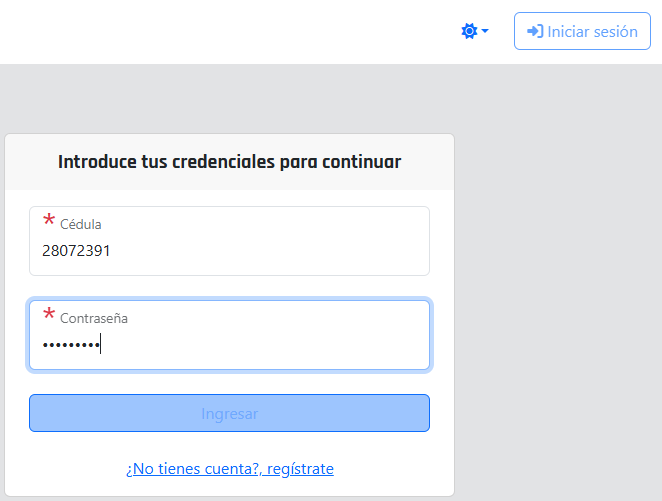 Iniciar sesión
Introduce tus credenciales para continuar
* Cédula
28072391
* Contraseña
•••••••••
Ingresar
¿No tienes cuenta?, regístrate